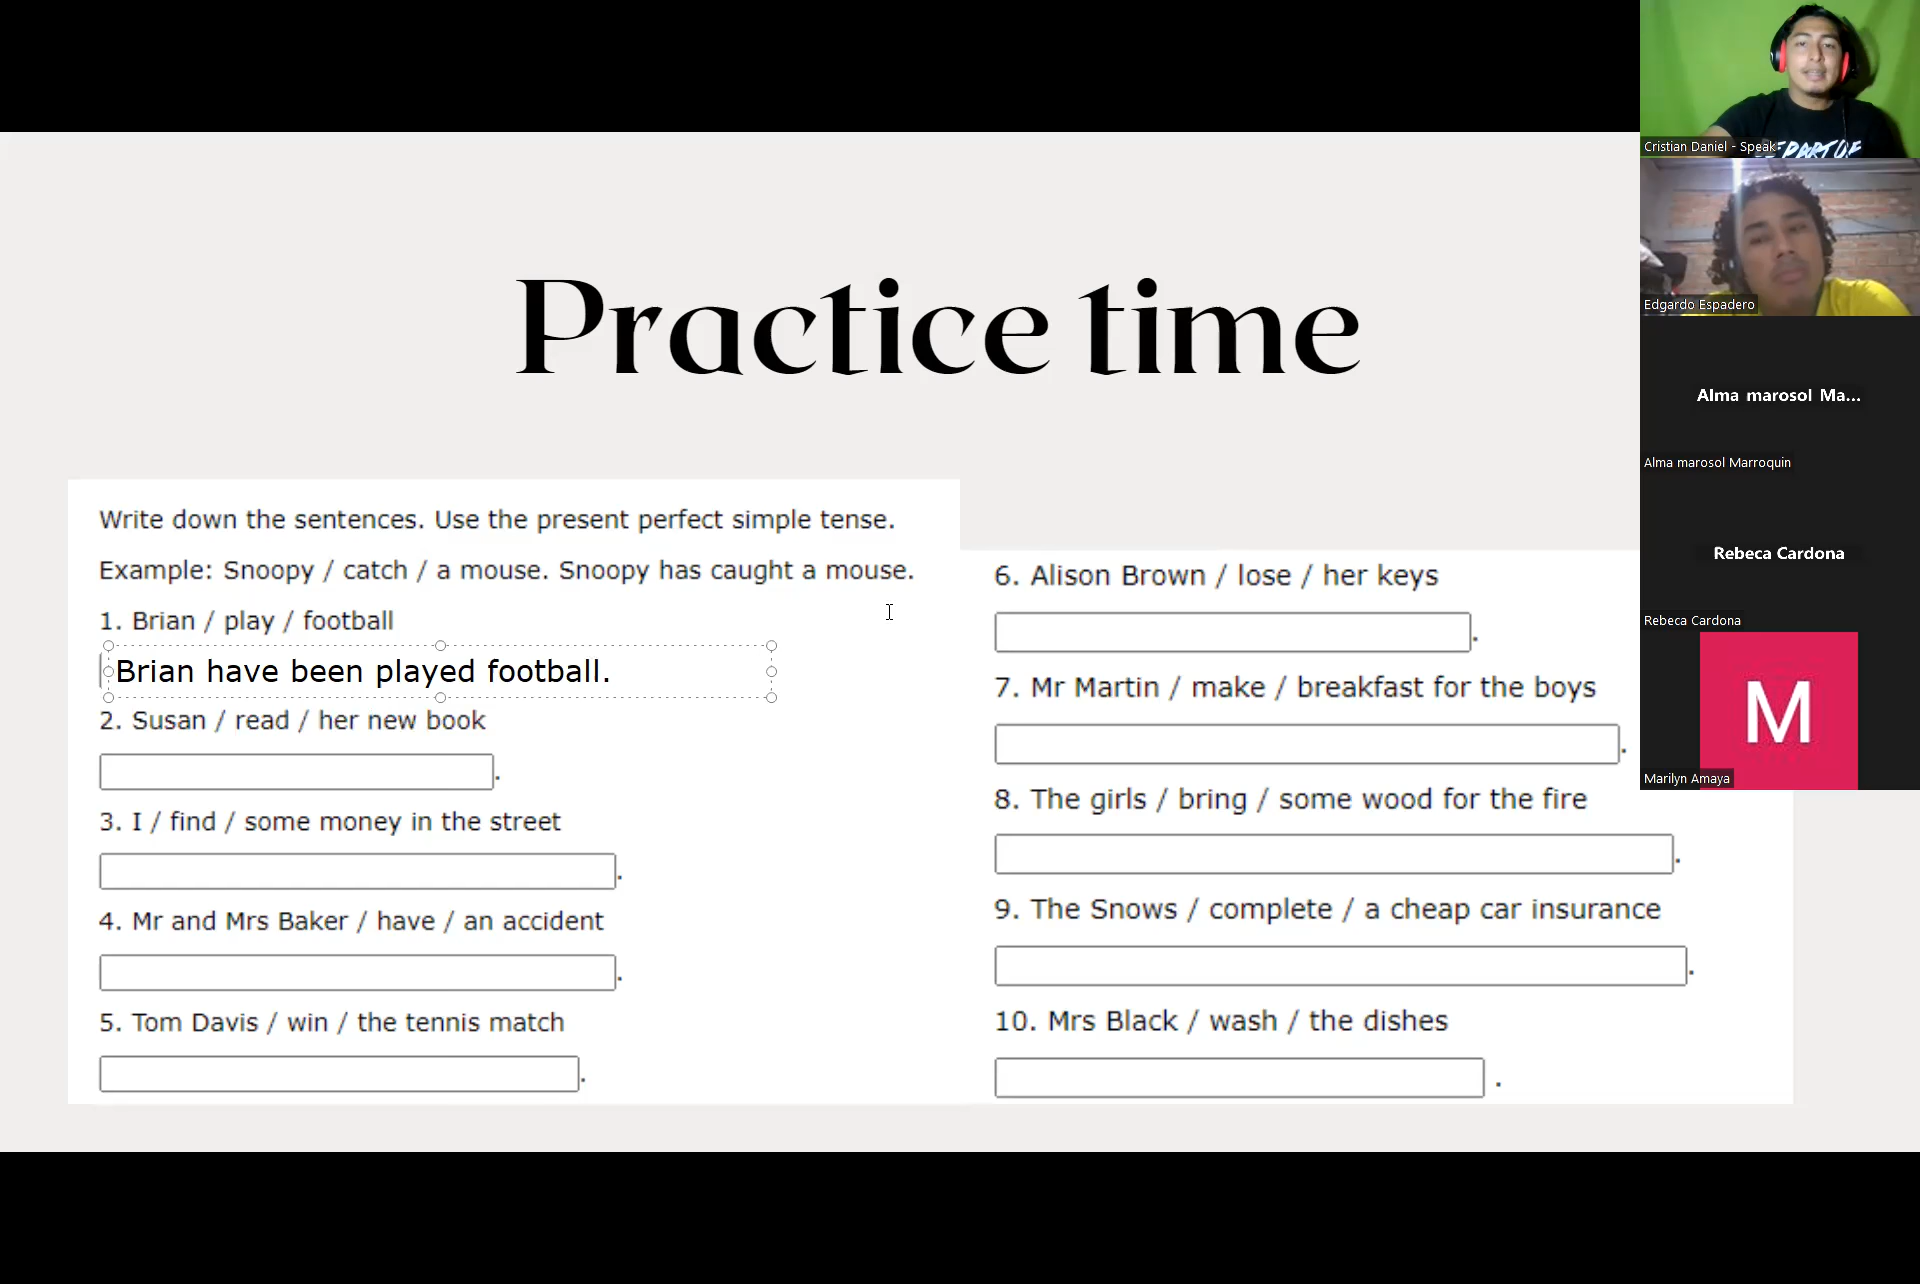 Practice time
Write down the sentences. Use the present perfect simple tense.
Example: Snoopy / catch / a mouse. Snoopy has caught a mouse.
1. Brian / play / football
Brian have been played football.
2. Susan / read / her new book
.
3. I / find / some money in the street
.
4. Mr and Mrs Baker / have / an accident
.
5. Tom Davis / win / the tennis match
.
6. Alison Brown / lose / her keys
.
7. Mr Martin / make / breakfast for the boys
.
8. The girls / bring / some wood for the fire
.
9. The Snows / complete / a cheap car insurance
.
10. Mrs Black / wash / the dishes
.
Cristian Daniel - Speak
PART OF
Edgardo Espadero
Alma marosol Ma...
Alma marosol Marroquin
Rebeca Cardona
Rebeca Cardona
M
Marilyn Amaya